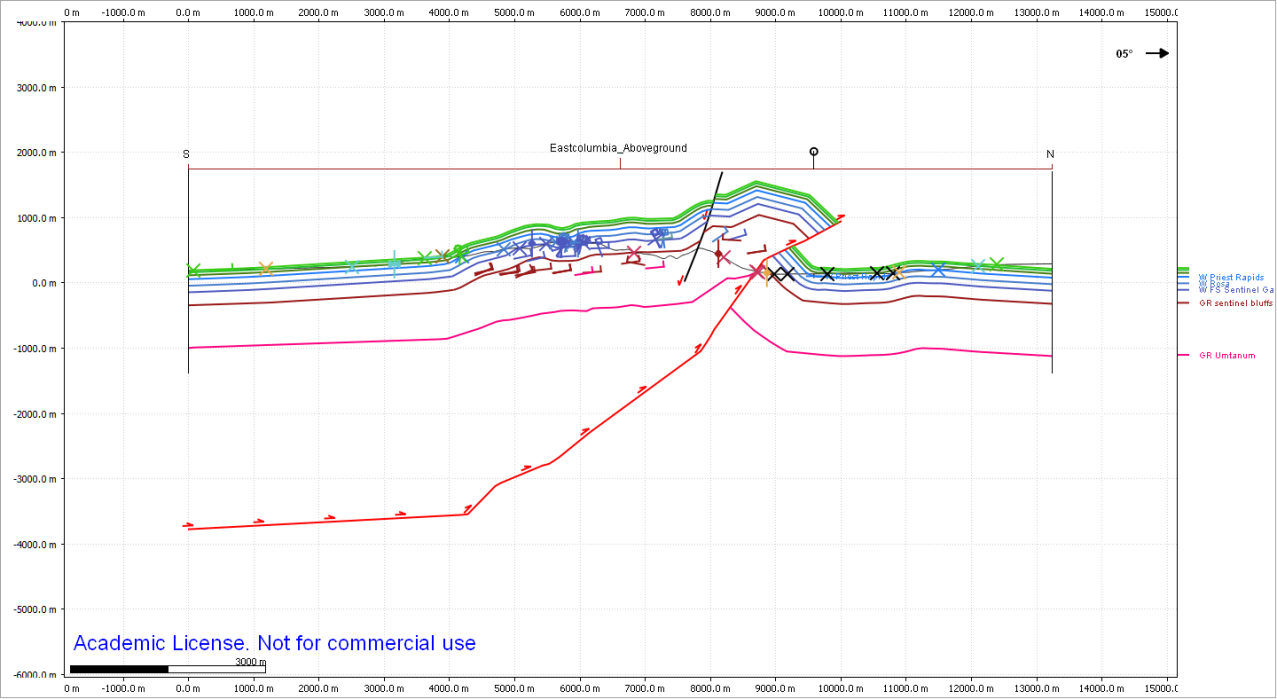 0 m -1000.0 m 0.0 m 1000.0 m 2000.0 m 3000.0 m 4000.0 m 5000.0 m 6000.0 m 7000.0 m 8000.0 m 9000.0 m 10000.0 m 11000.0 m 12000.0 m 13000.0 m 14000.0 m 15000.0
4000.0 m
05°
3000.0 m
2000.0 m
Eastcolumbia_Aboveground
S N
1000.0 m
0.0 m
W Priest Rapids
W Roza
W FS Sentinel Ga
GR sentinel bluffs
-1000.0 m
GR Umtanum
-2000.0 m
-3000.0 m
-4000.0 m
-5000.0 m
Academic License. Not for commercial use
3000 m
-6000.0 m
0 m -1000.0 m 0.0 m 1000.0 m 2000.0 m 3000.0 m 4000.0 m 5000.0 m 6000.0 m 7000.0 m 8000.0 m 9000.0 m 10000.0 m 11000.0 m 12000.0 m 13000.0 m 14000.0 m 15000.0